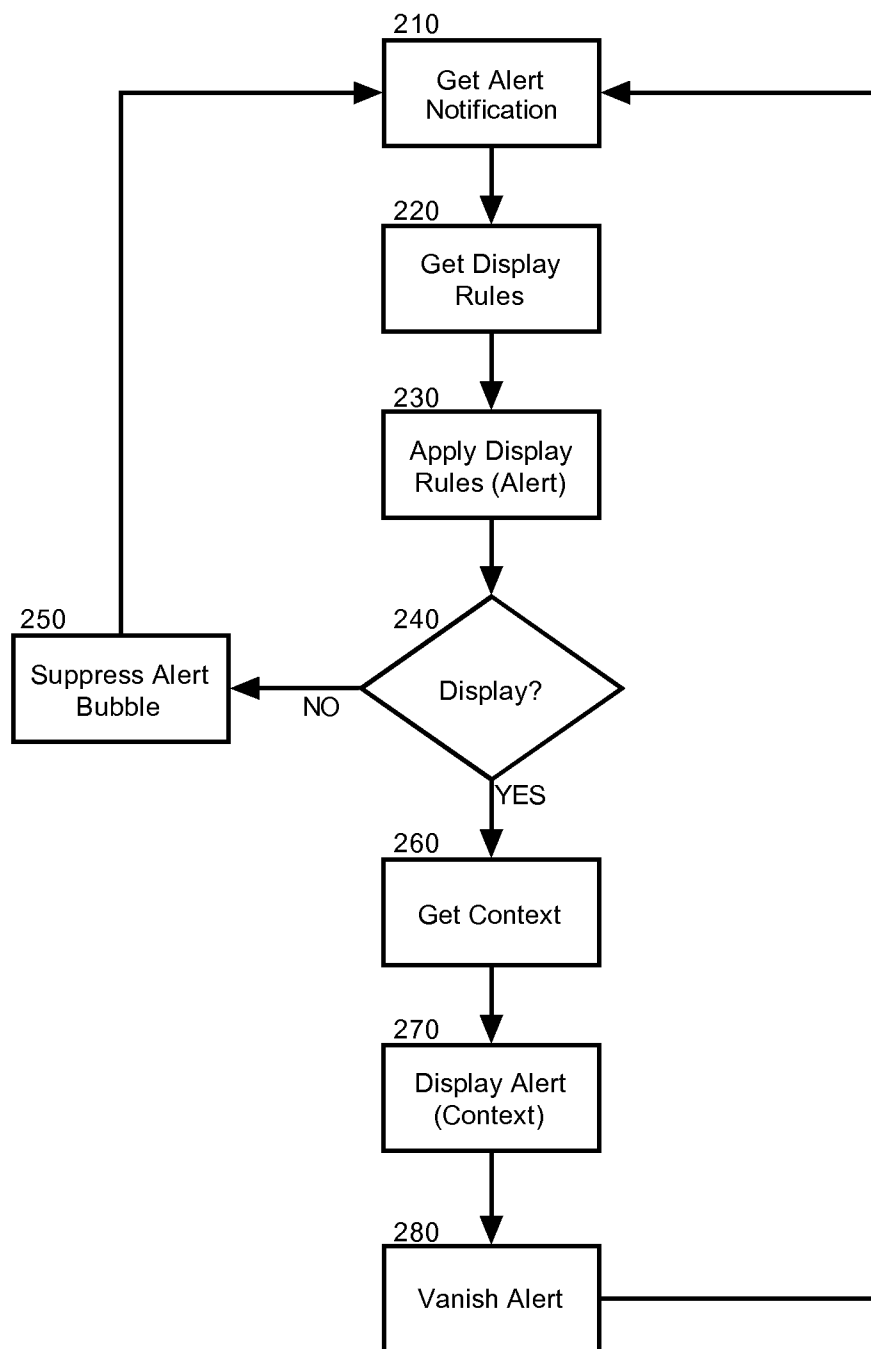 210
Get Alert
Notification
220
Get Display
Rules
230
Apply Display
Rules (Alert)
240
Display?
250
Suppress Alert
Bubble
NO
YES
260
Get Context
270
Display Alert
(Context)
280
Vanish Alert